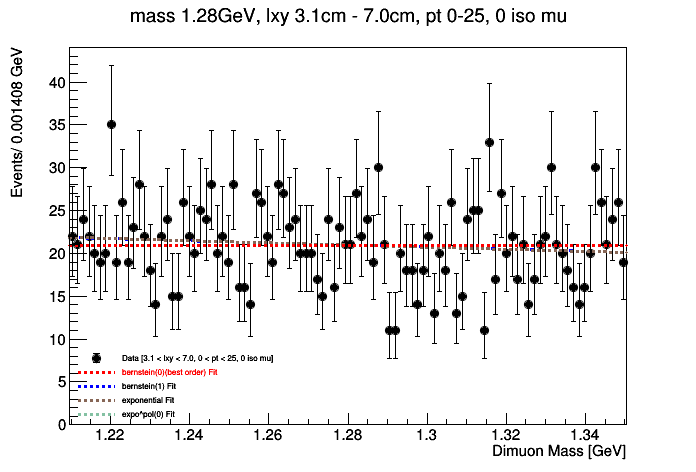 mass 1.28GeV, lxy 3.1cm - 7.0cm, pt 0-25, 0 iso mu
Events/ 0.001408 GeV
40
35
30
25
20
15
10
5
0
Data [3.1 < lxy < 7.0, 0 < pt < 25, 0 iso mu]
bernstein(0)(best order) Fit
bernstein(1) Fit
exponential Fit
expo*pol(0) Fit
1.22 1.24 1.26 1.28 1.3 1.32 1.34
Dimuon Mass [GeV]